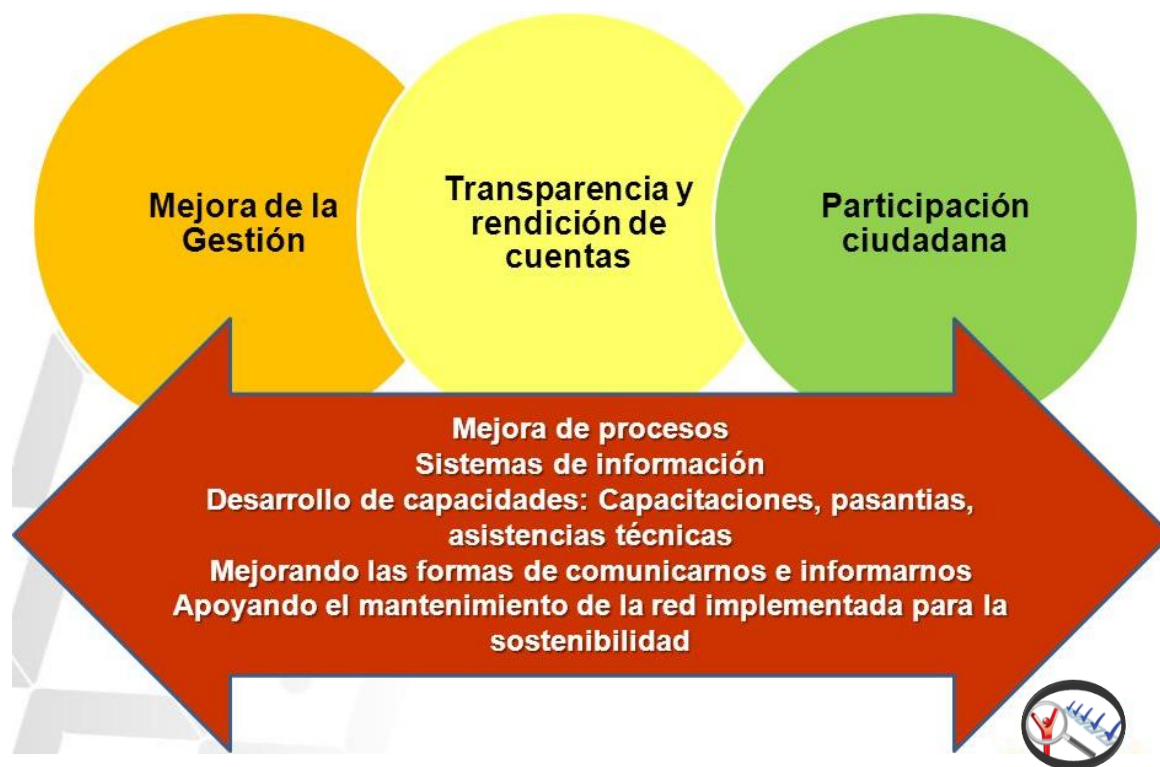 Mejora de la
Gestión
Transparencia y
rendición de
cuentas
Participación
ciudadana
Mejora de procesos
Sistemas de información
Desarrollo de capacidades: Capacitaciones, pasantias,
asistencias técnicas
Mejorando las formas de comunicarnos e informarnos
Apoyando el mantenimiento de la red implementada para la
sostenibilidad